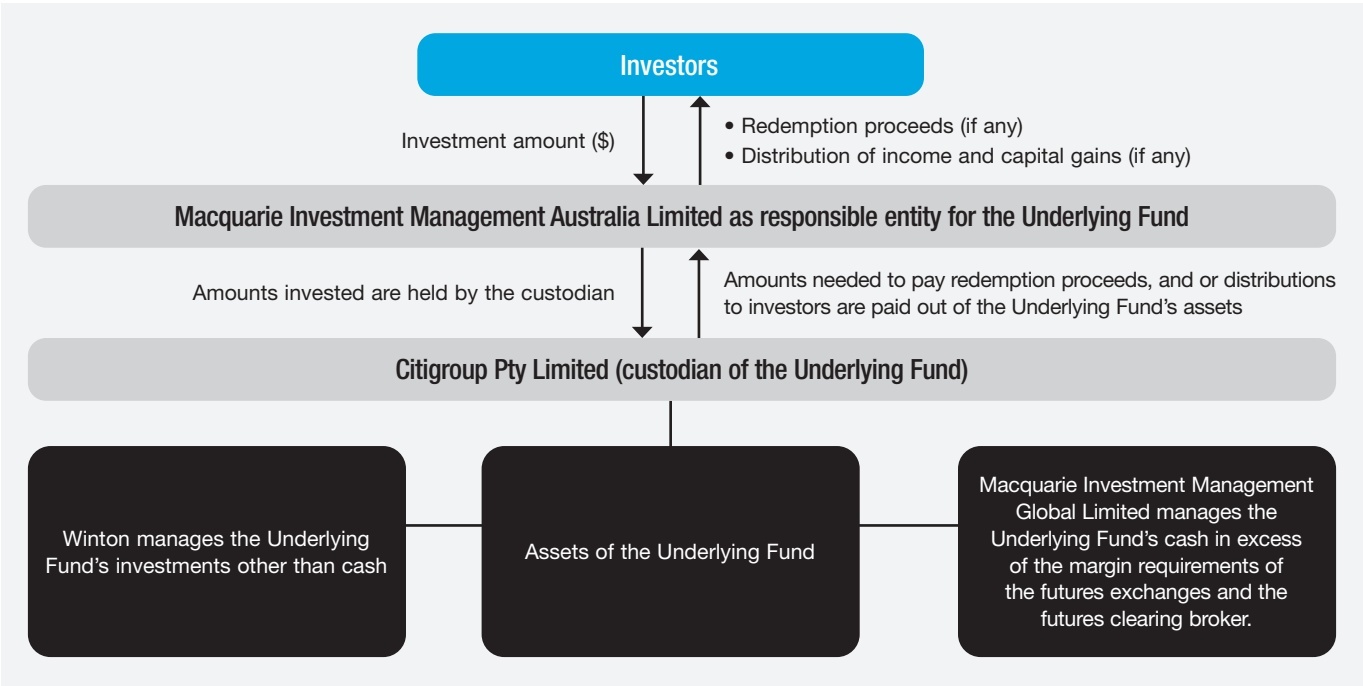 Investors
Investment amount ($)
• Redemption proceeds (if any)
• Distribution of income and capital gains (if any)
Macquarie Investment Management Australia Limited as responsible entity for the Underlying Fund
Amounts invested are held by the custodian
Amounts needed to pay redemption proceeds, and or distributions
to investors are paid out of the Underlying Fund's assets
Citigroup Pty Limited (custodian of the Underlying Fund)
Winton manages the Underlying
Fund's investments other than cash
Assets of the Underlying Fund
Macquarie Investment Management
Global Limited manages the
Underlying Fund's cash in excess
of the margin requirements of
the futures exchanges and the
futures clearing broker.